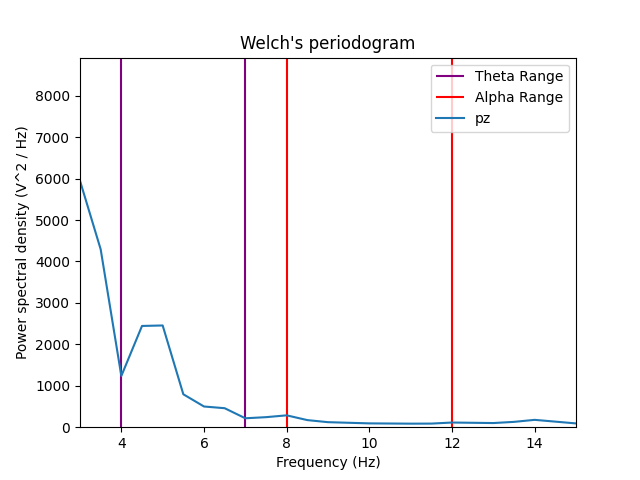 Welch's periodogram
Theta Range
Alpha Range
pz
Power spectral density (V^2 / Hz)
8000
7000
6000
5000
4000
3000
2000
1000
0
4
6
8
10
12
14
Frequency (Hz)